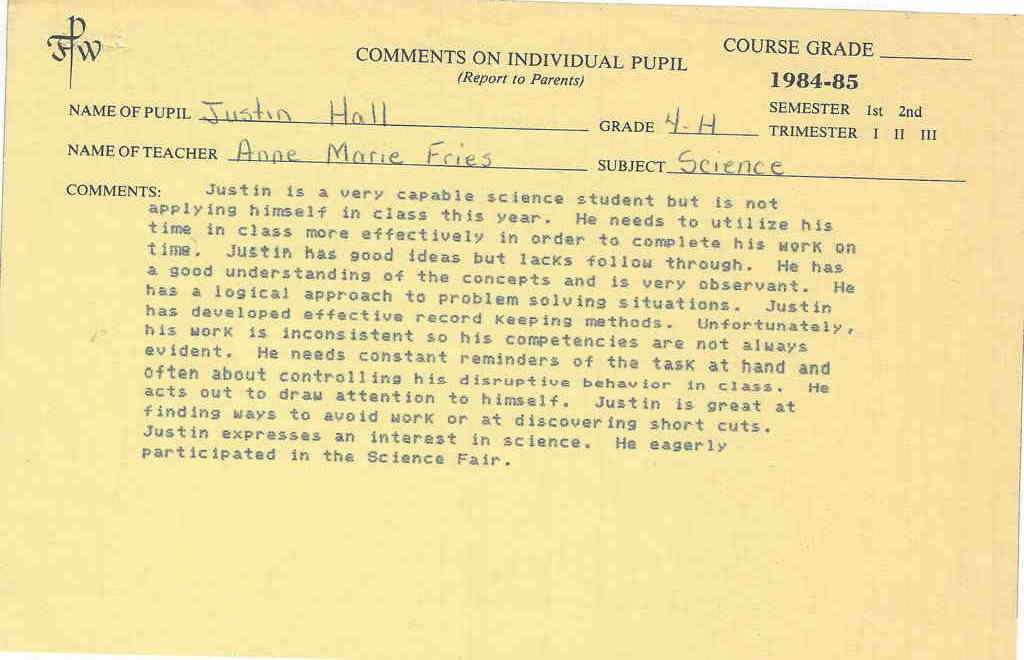 FPW
COURSE GRADE
COMMENTS ON INDIVIDUAL PUPIL
(Report to Parents)
1984-85
SEMESTER 1st 2nd
NAME OF PUPIL Justin Hall
GRADE 4-H
TRIMESTER I II III
NAME OF TEACHER Anne Marie Fries
SUBJECT Science
COMMENTS: Justin is a very capable science student but is not
applying himself in class this year. He needs to utilize his
time in class more effectively in order to complete his work on
time. Justin has good ideas but lacks follow through. He has
a good understanding of the concepts and is very observant. He
has a logical approach to problem solving situations. Justin
has developed effective record keeping methods. Unfortunately,
his work is inconsistent so his competencies are not always
evident. He needs constant reminders of the task at hand and
often about controlling his disruptive behavior in class. He
acts out to draw attention to himself. Justin is great at
finding ways to avoid work or at discovering short cuts.
Justin expresses an interest in science. He eagerly
participated in the Science Fair.